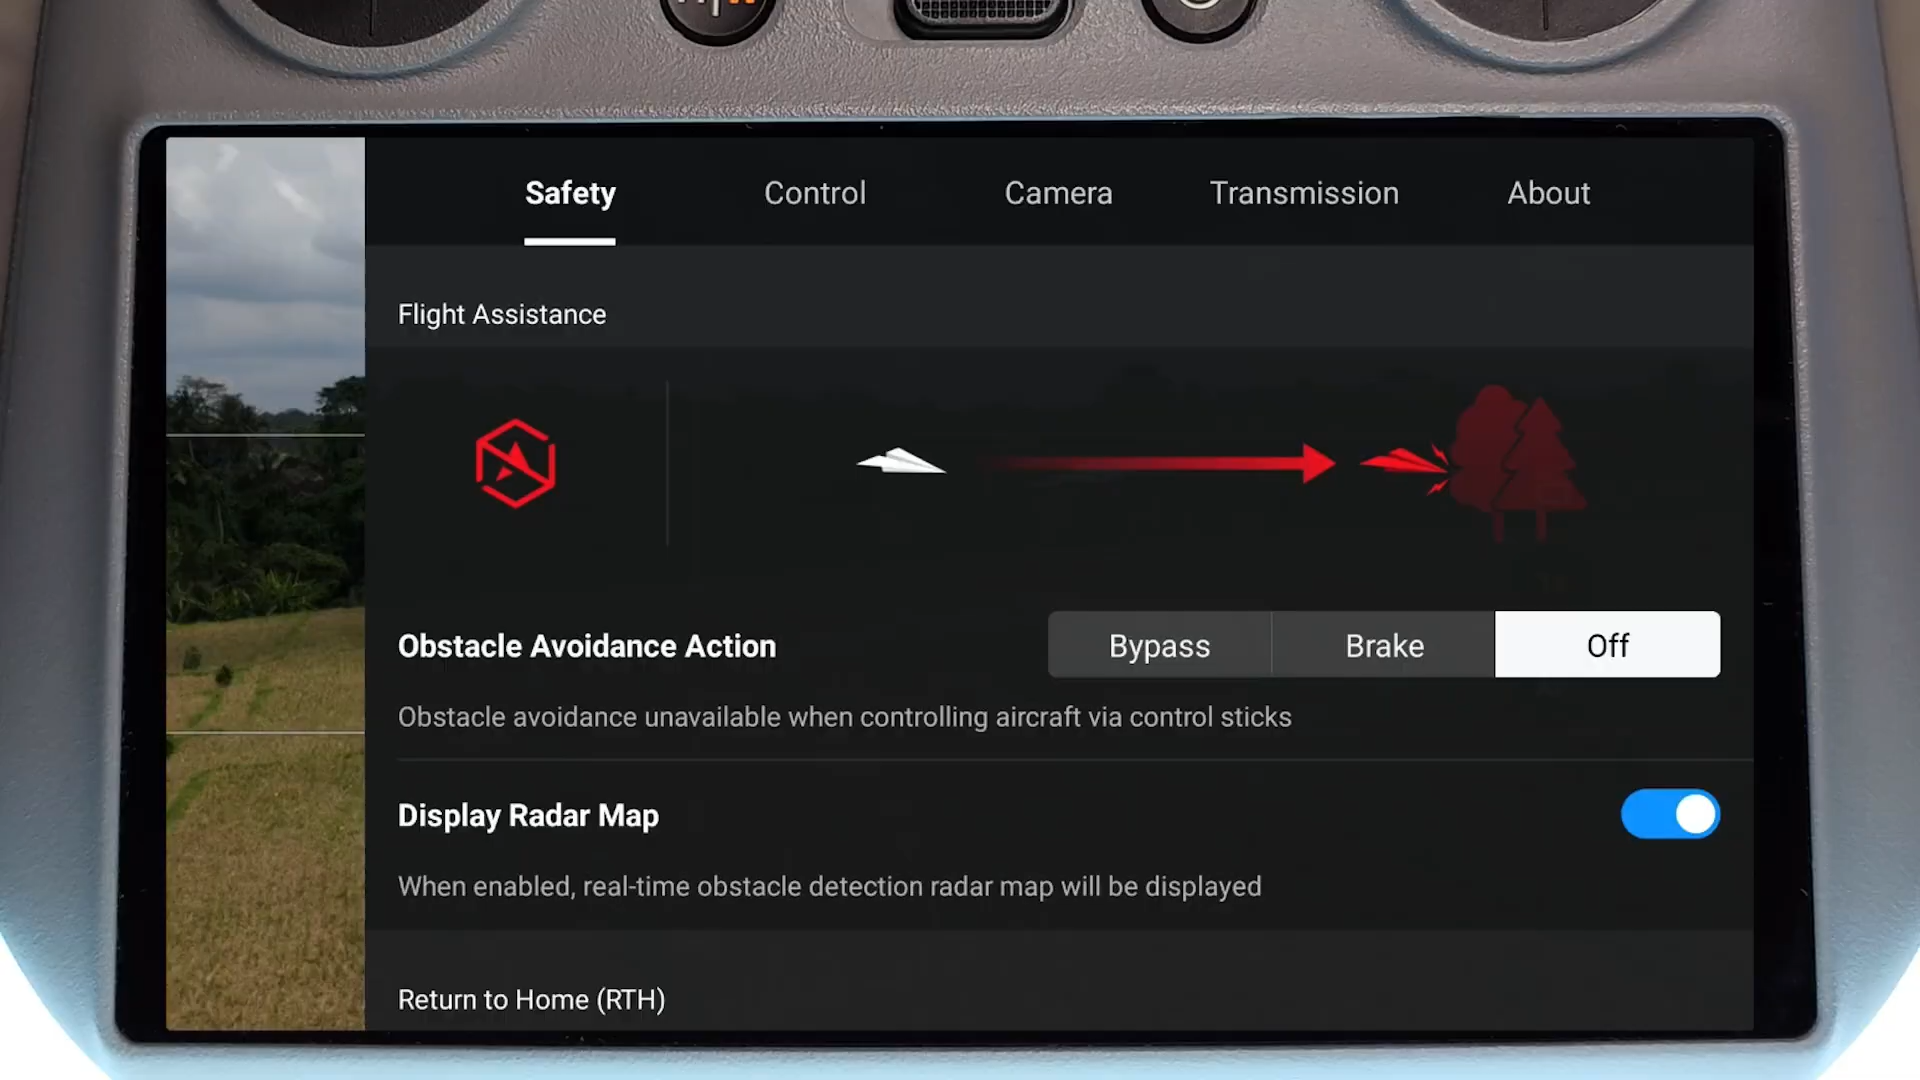 Safety
Control
Camera
Transmission
About
Flight Assistance
Obstacle Avoidance Action
Bypass
Brake
Off
Obstacle avoidance unavailable when controlling aircraft via control sticks
Display Radar Map
When enabled, real-time obstacle detection radar map will be displayed
Return to Home (RTH)